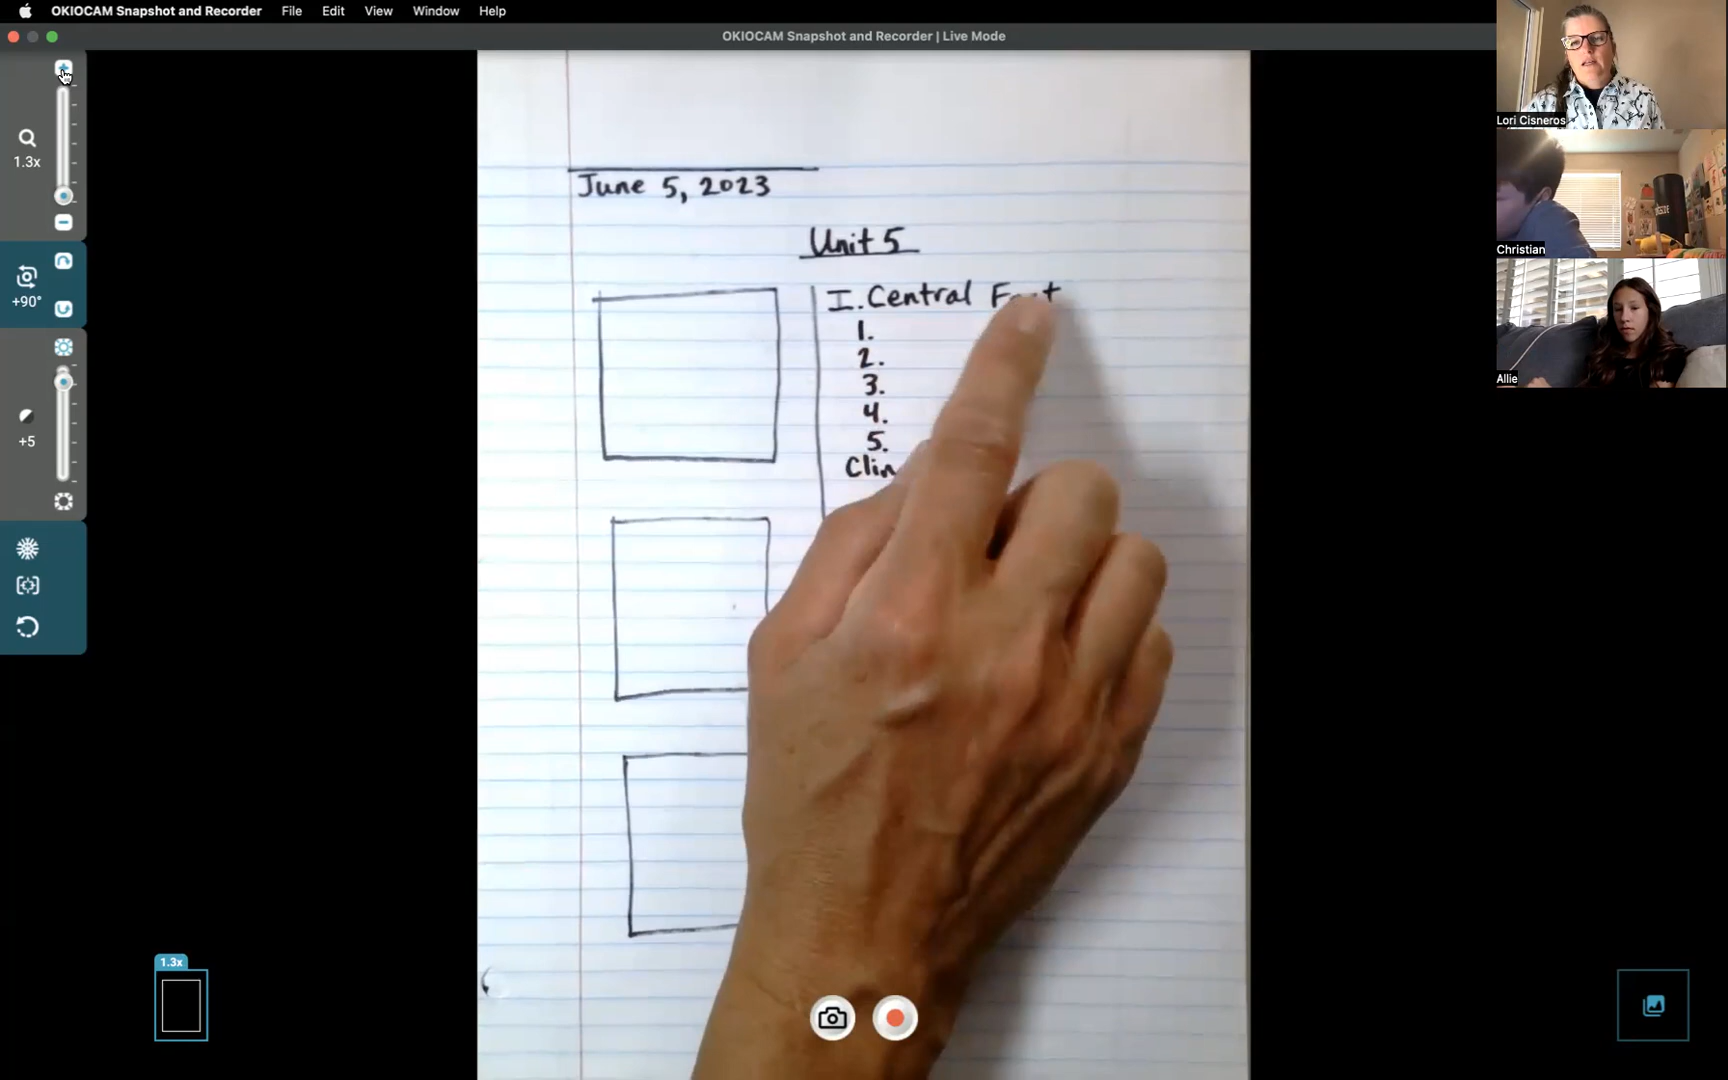 OKIOCAM Snapshot and Recorder File Edit View Window Help
OKIOCAM Snapshot and Recorder | Live Mode
1.3x
+90°
+5
June 5, 2023
Unit 5
I. Central
1.
2.
3.
4.
5.
1.3x
Lori Cisneros
Christian
Allie